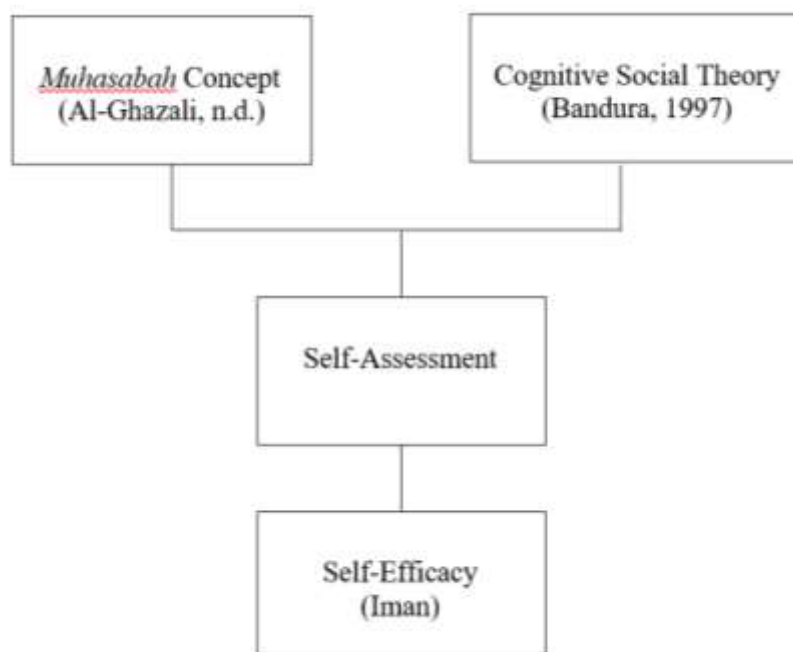 Muhasabah Concept
(Al-Ghazali, n.d.)
Cognitive Social Theory
(Bandura, 1997)
Self-Assessment
Self-Efficacy
(Iman)